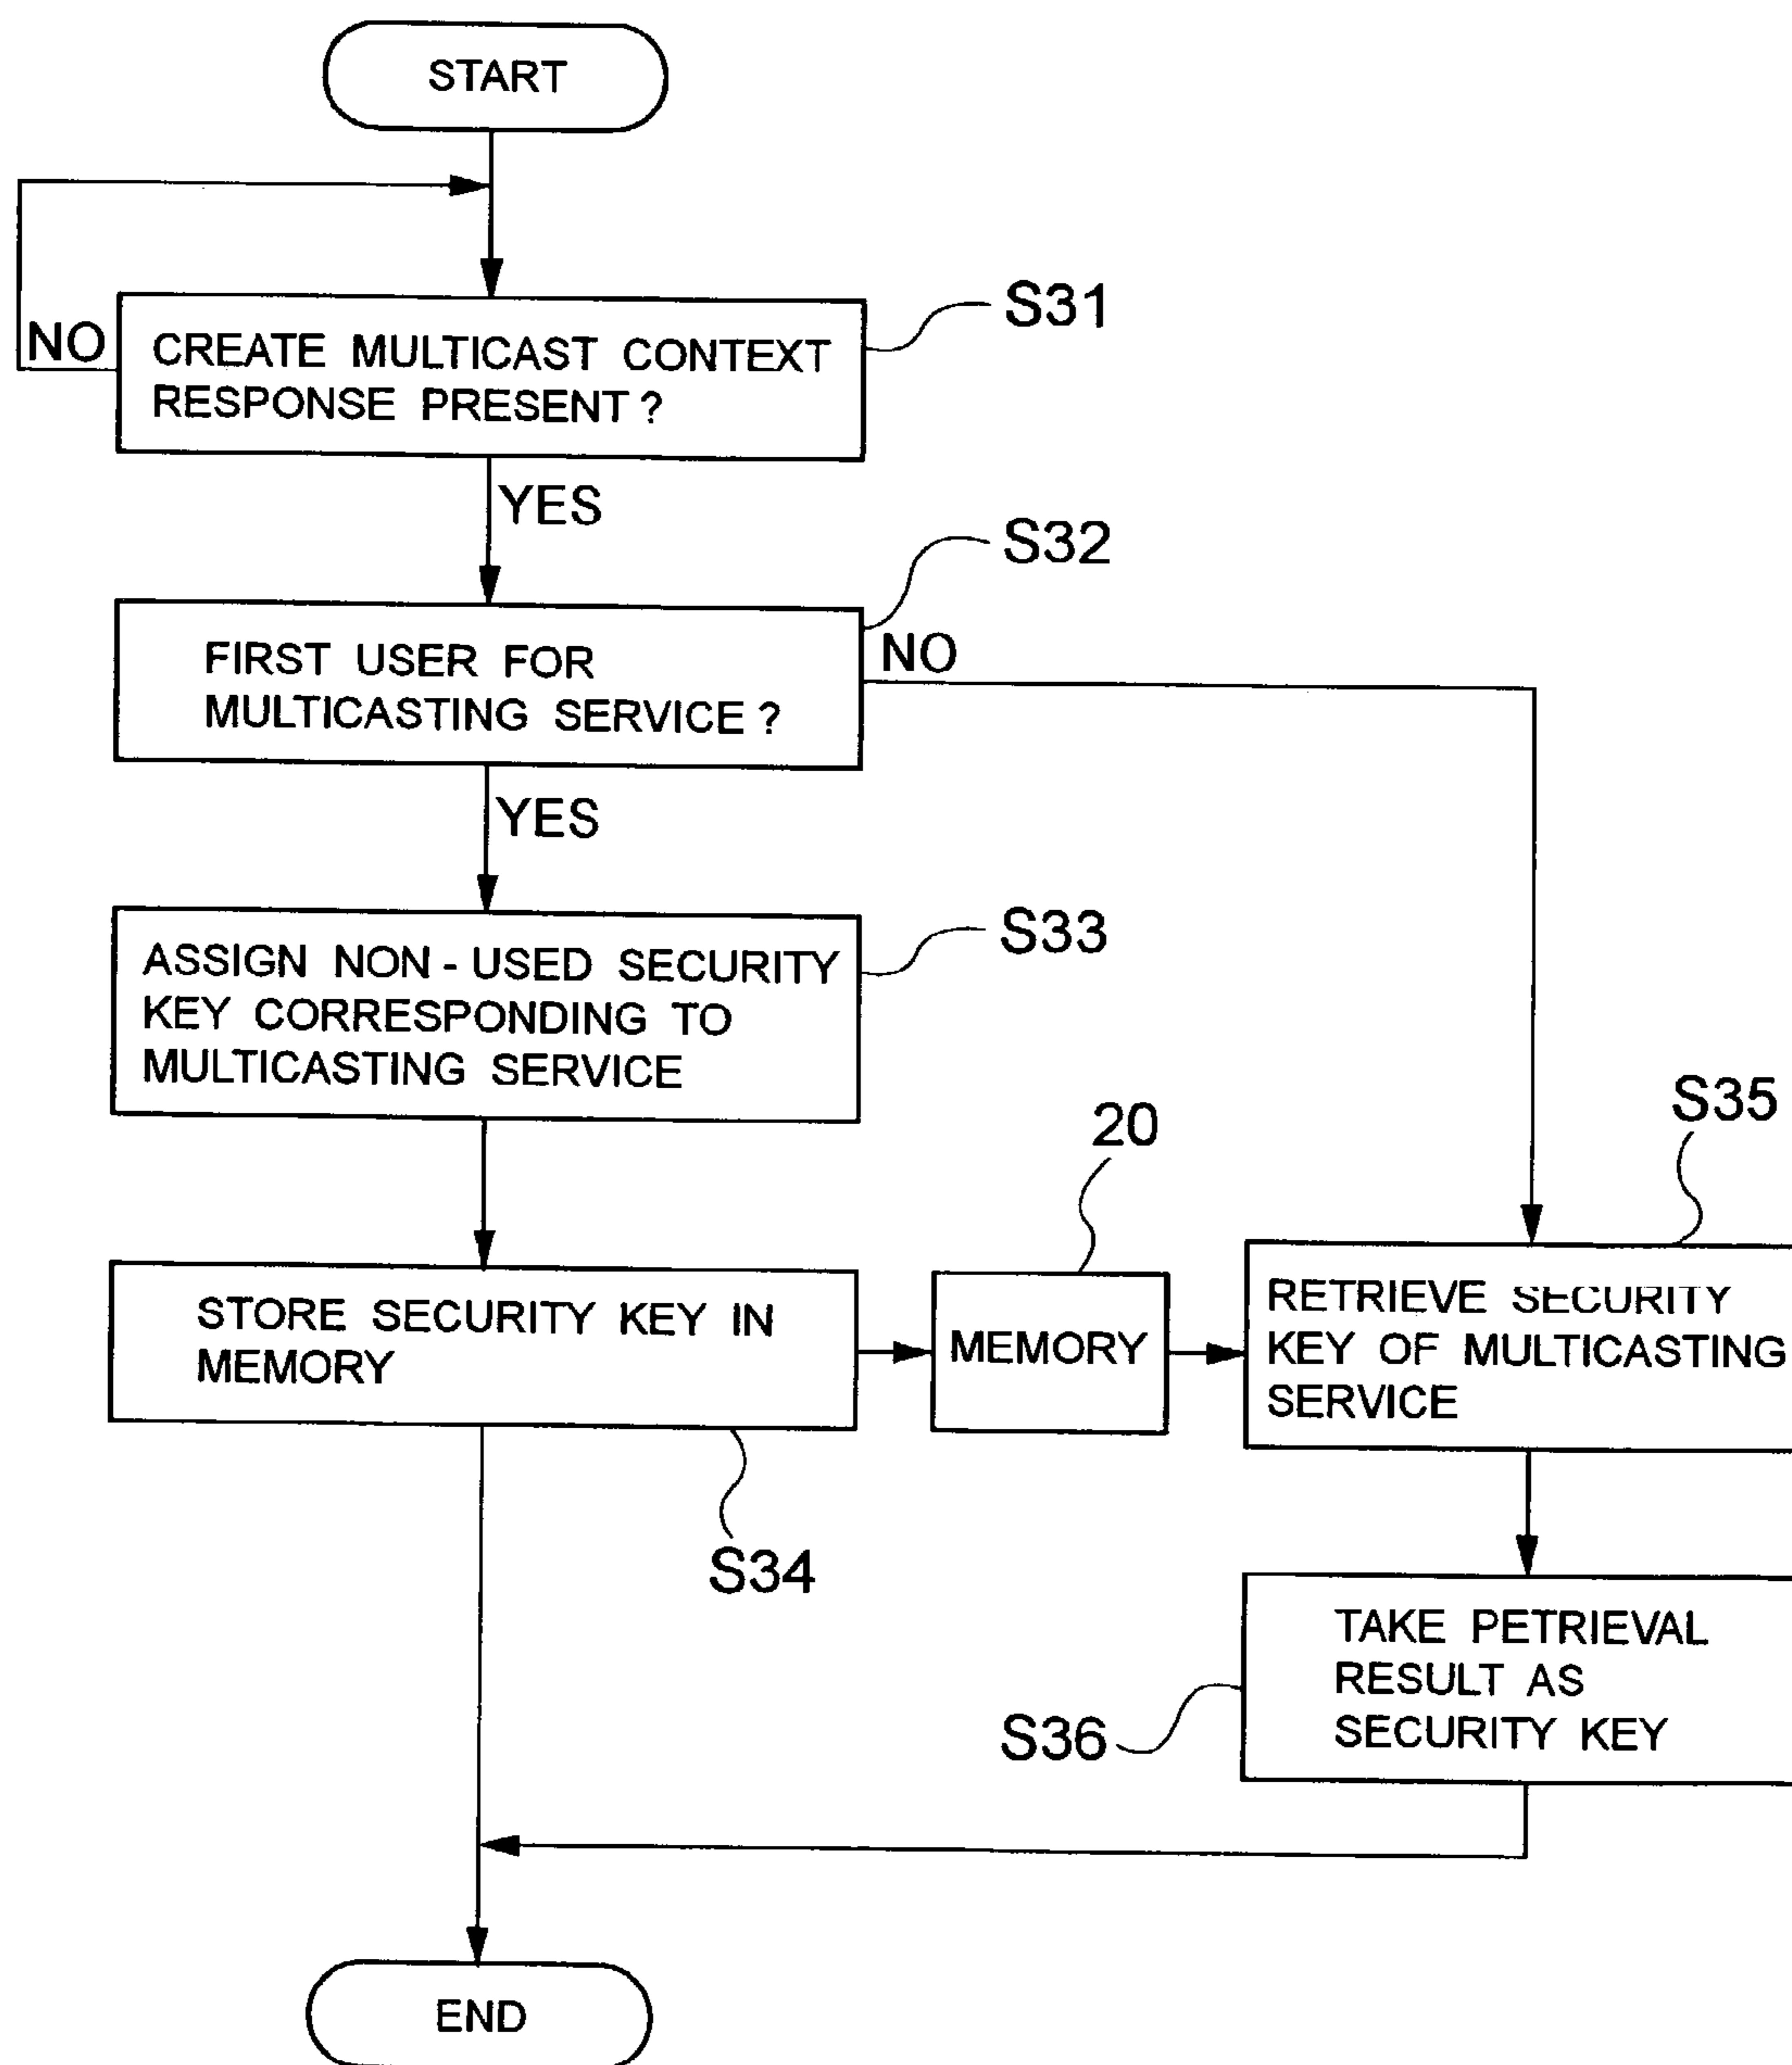 START
NO
CREATE MULTICAST CONTEXT
RESPONSE PRESENT ?
S31
YES
S32
FIRST USER FOR
MULTICASTING SERVICE ?
NO
YES
S33
ASSIGN NON - USED SECURITY
KEY CORRESPONDING TO
MULTICASTING SERVICE
20
S35
STORE SECURITY KEY IN
MEMORY
MEMORY
RETRIEVE SECURITY
KEY OF MULTICASTING
SERVICE
S34
TAKE PETRIEVAL
RESULT AS
SECURITY KEY
S36
END